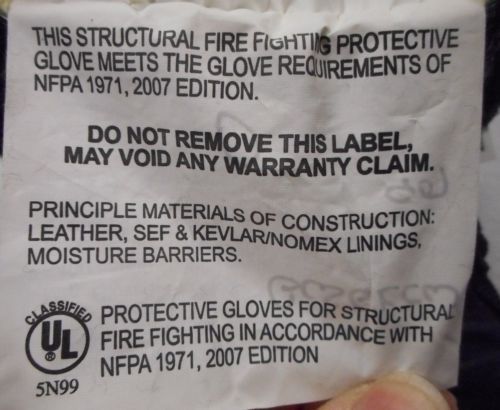 THIS STRUCTURAL FIRE FIGHTING PROTECTIVE
GLOVE MEETS THE GLOVE REQUIREMENTS OF
NFPA 1971, 2007 EDITION.
DO NOT REMOVE THIS LABEL,
MAY VOID ANY WARRANTY CLAIM.
PRINCIPLE MATERIALS OF CONSTRUCTION:
LEATHER, SEF & KEVLAR/NOMEX LININGS,
MOISTURE BARRIERS.
CLASSIFIED
UL
®
5N99
PROTECTIVE GLOVES FOR STRUCTURAL
FIRE FIGHTING IN ACCORDANCE WITH
NFPA 1971, 2007 EDITION